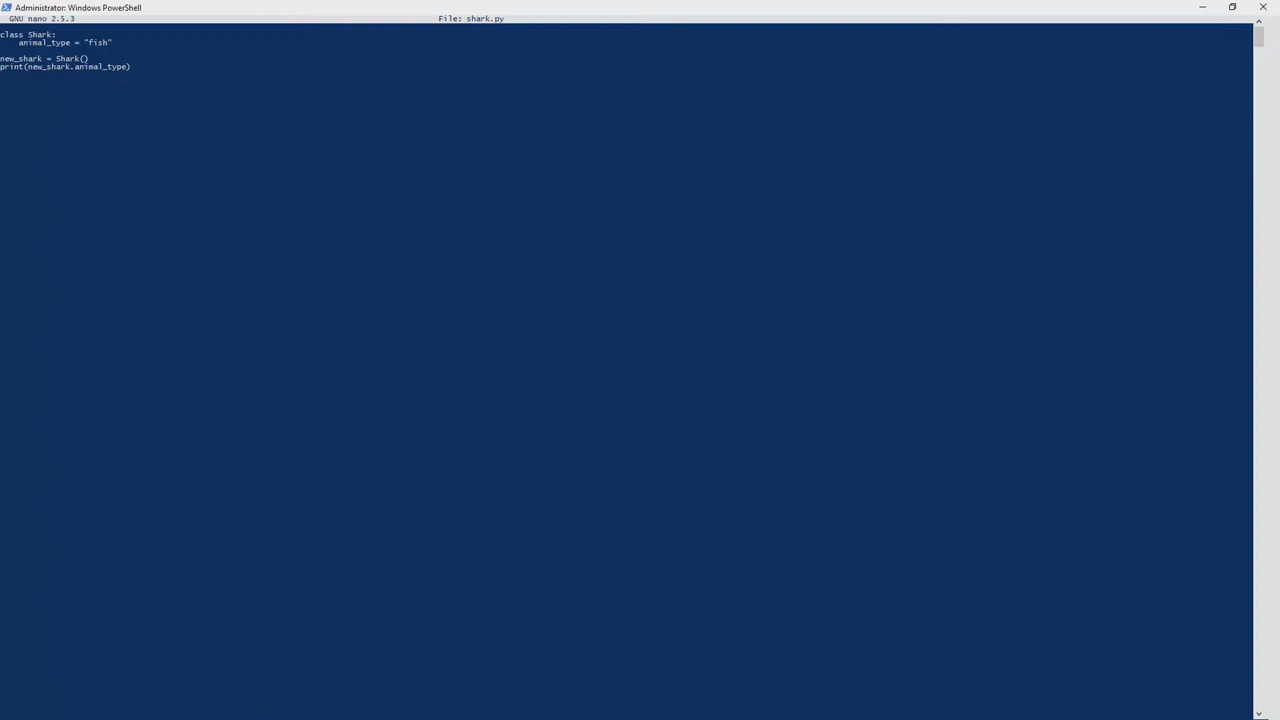 Administrator: Windows PowerShell
GNU nano 2.5.3 File: shark.py
class Shark:
    animal_type = "fish"
new_shark = Shark()
print(new_shark.animal_type)